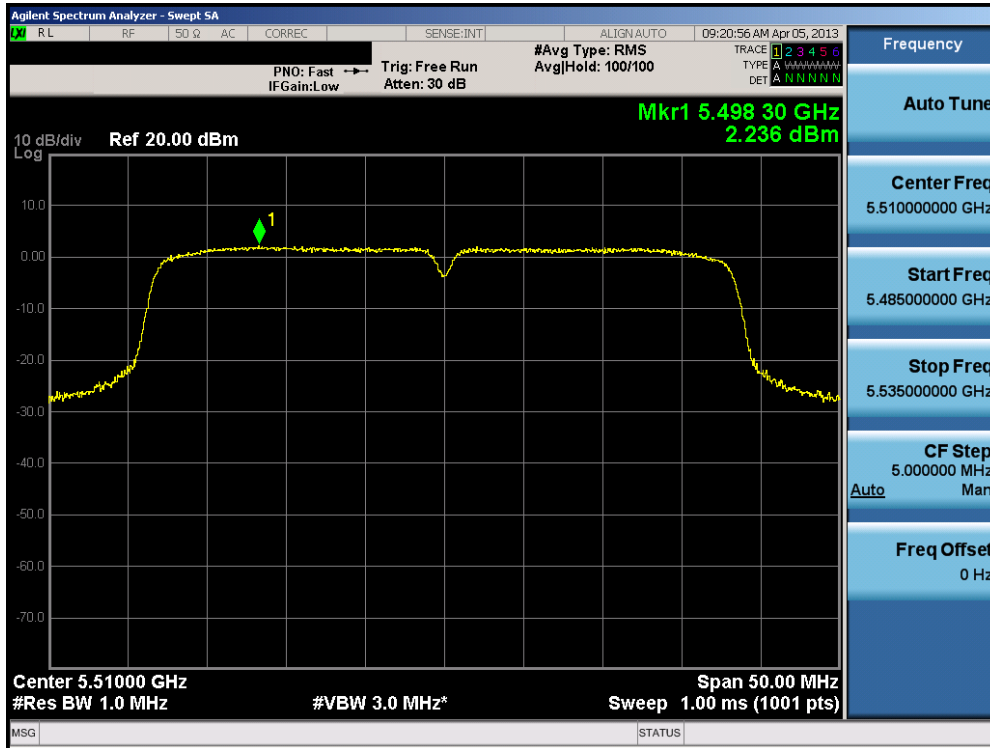 Agilent Spectrum Analyzer - Swept SA
LXI RL RF 50 Ω AC CORREC SENSE:INT ALIGN AUTO 09:20:56 AM Apr 05, 2013
PNO: Fast
IFGain:Low
Trig: Free Run
Atten: 30 dB
#Avg Type: RMS
Avg|Hold: 100/100
TRACE 1 2 3 4 5 6
TYPE A WWWWW
DET A N N N N N
Mkr1 5.498 30 GHz
2.236 dBm
10 dB/div Ref 20.00 dBm
Log
10.0
0.00
-10.0
-20.0
-30.0
-40.0
-50.0
-60.0
-70.0
1
Center 5.51000 GHz Span 50.00 MHz
#Res BW 1.0 MHz #VBW 3.0 MHz* Sweep 1.00 ms (1001 pts)
MSG STATUS
Frequency
Auto Tune
Center Freq
5.510000000 GHz
Start Freq
5.485000000 GHz
Stop Freq
5.535000000 GHz
CF Step
5.000000 MHz
Auto Man
Freq Offset
0 Hz